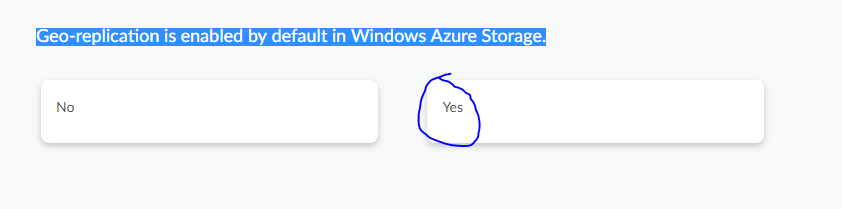 Geo-replication is enabled by default in Windows Azure Storage.
No
Yes